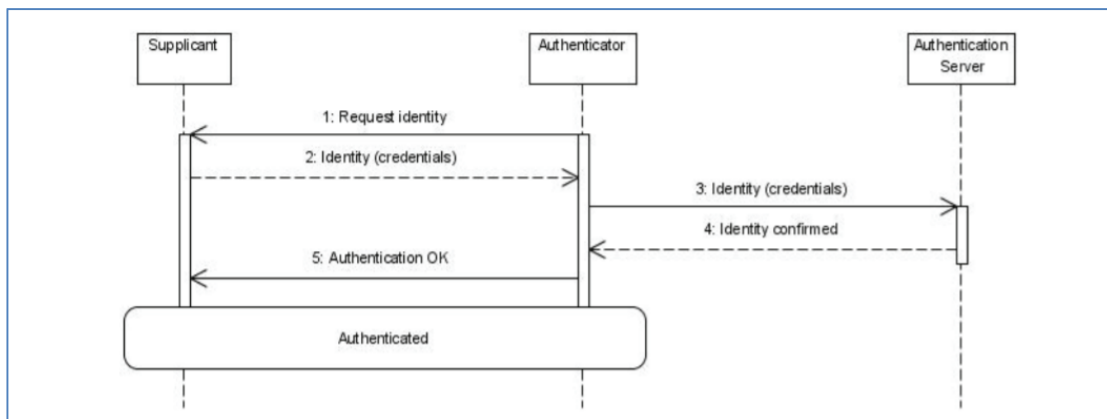 Supplicant
Authenticator
Authentication
Server
1: Request identity
2: Identity (credentials)
3: Identity (credentials)
4: Identity confirmed
5: Authentication OK
Authenticated